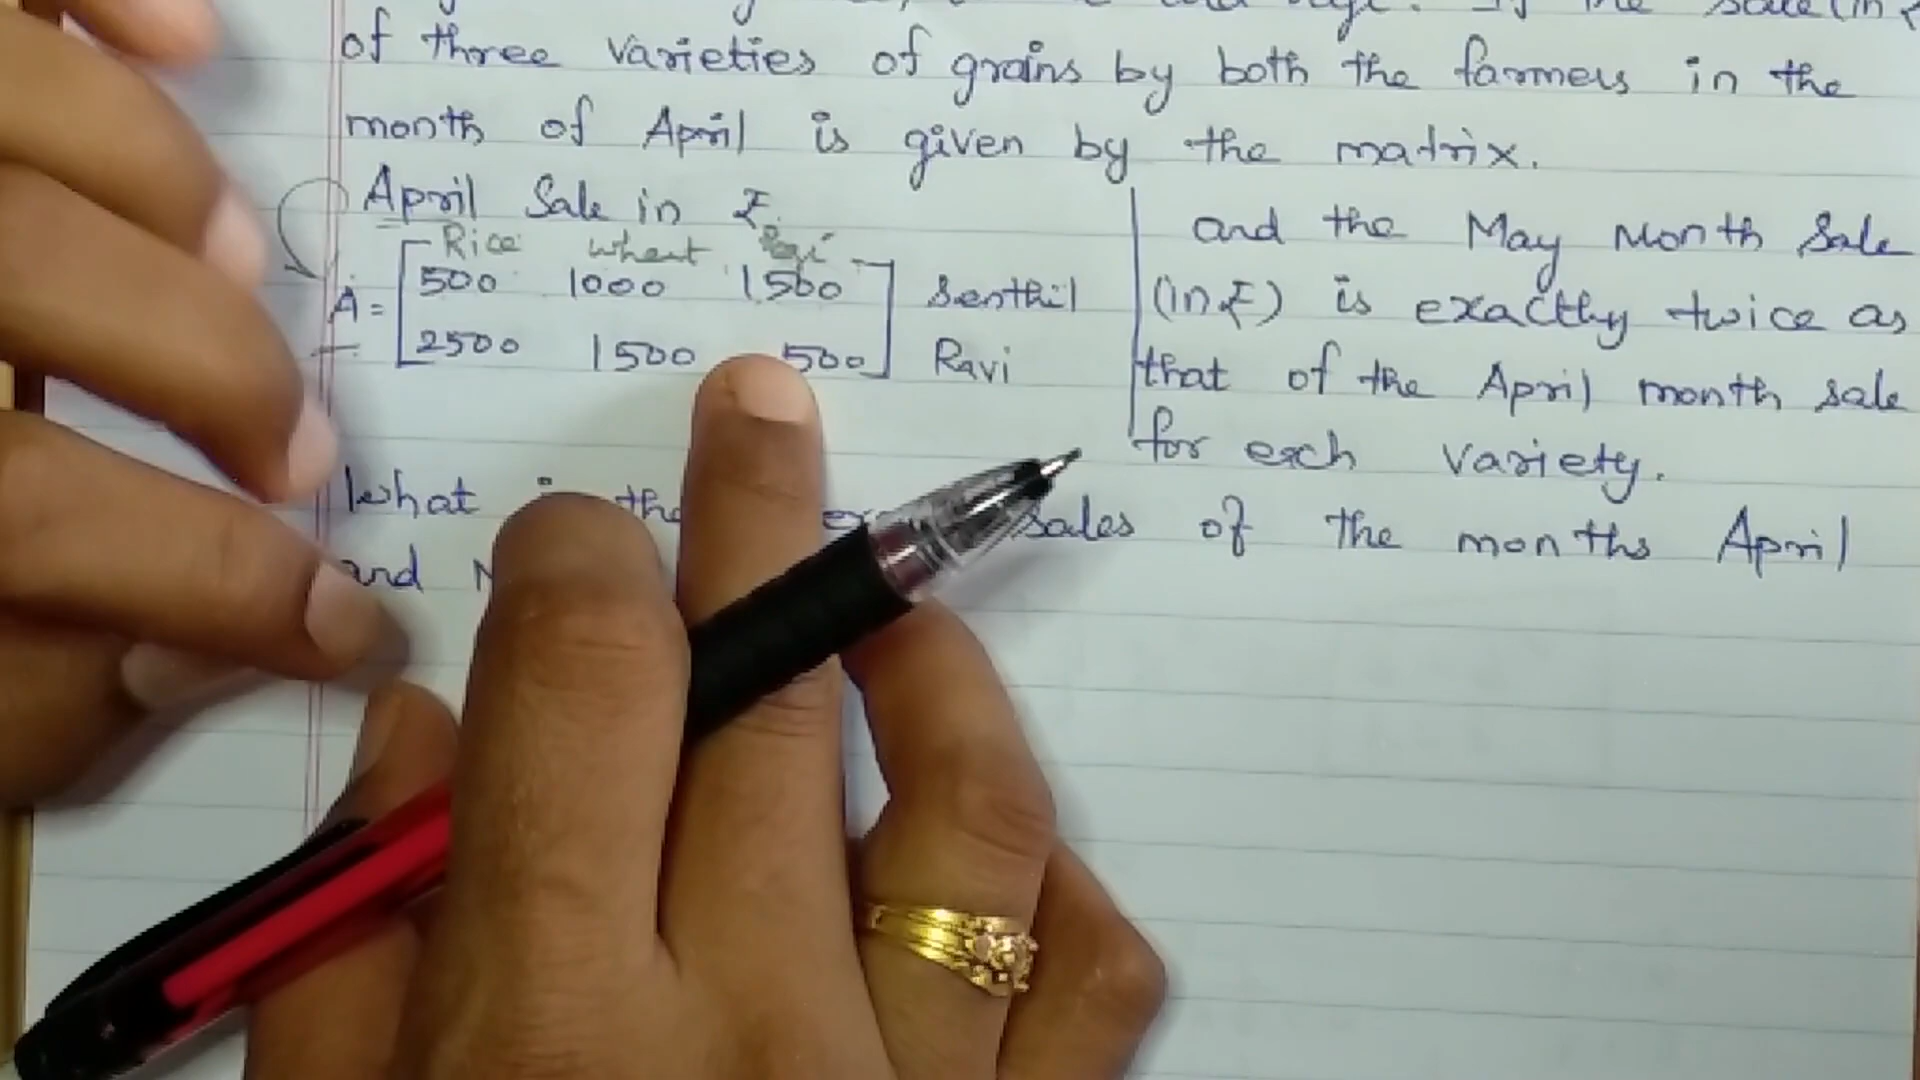 of three varieties of grains by both the farmers in the
month of April is given by the matrix.
April Sale in ₹.
Rice wheat Ragi
A = [500 1000 1500] Senthil
[2500 1500 500] Ravi
and the May Month Sale
(in ₹) is exactly twice as
that of the April month sale
for each variety.
What the sales of the months April
and